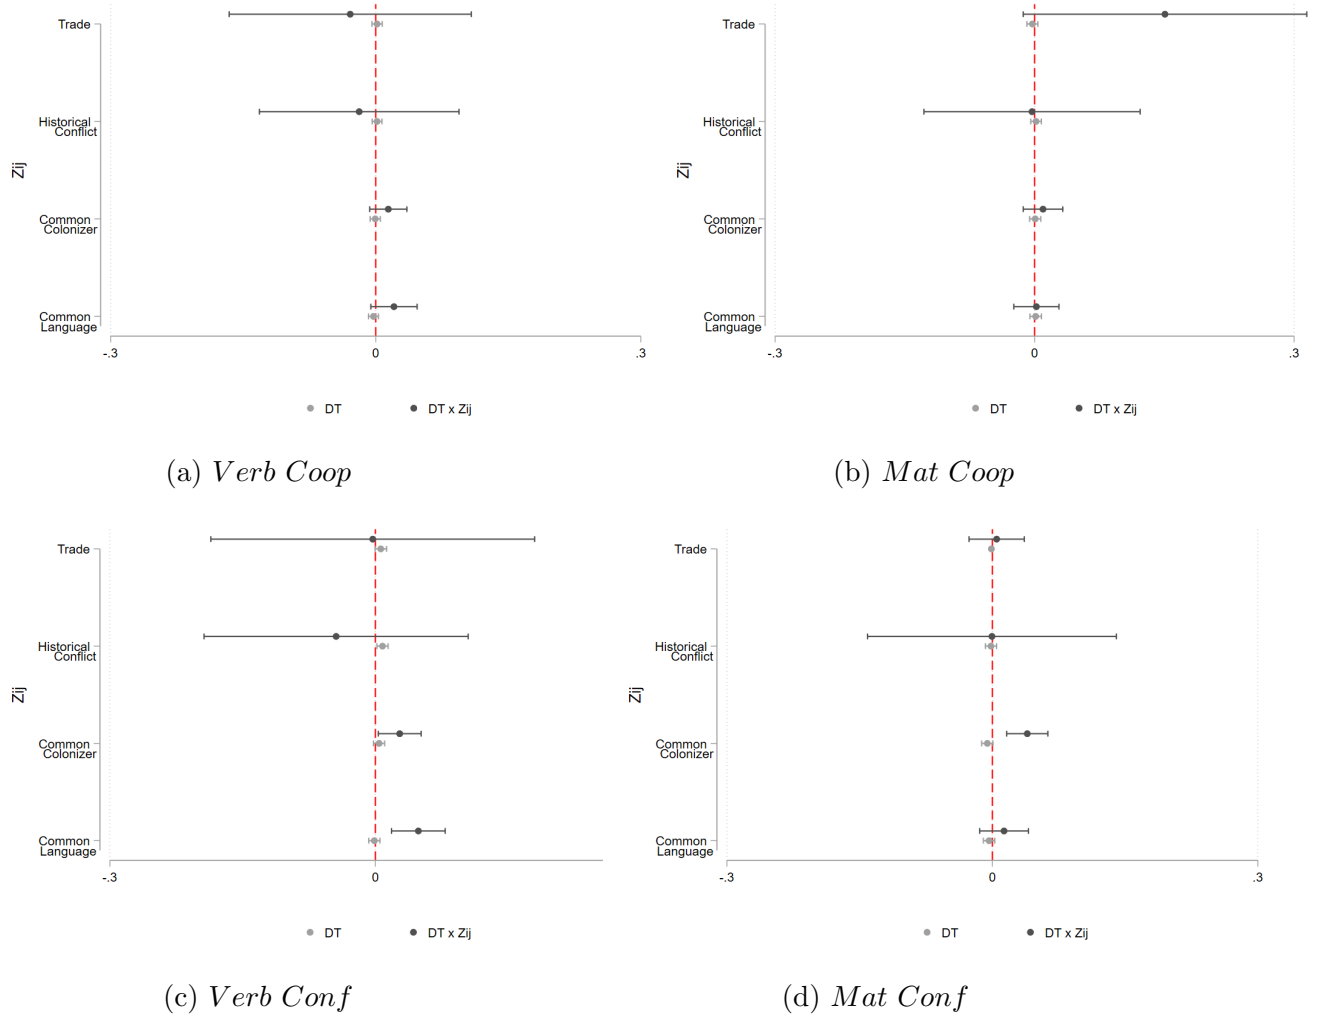 Trade
Historical
Conflict
Zij
Common
Colonizer
Common
Language
-.3 0 .3
DT DT x Zij
(a) Verb Coop
Trade
Historical
Conflict
Zij
Common
Colonizer
Common
Language
-.3 0 .3
DT DT x Zij
(b) Mat Coop
Trade
Historical
Conflict
Zij
Common
Colonizer
Common
Language
-.3 0
DT DT x Zij
(c) Verb Conf
Trade
Historical
Conflict
Zij
Common
Colonizer
Common
Language
-.3 0 .3
DT DT x Zij
(d) Mat Conf